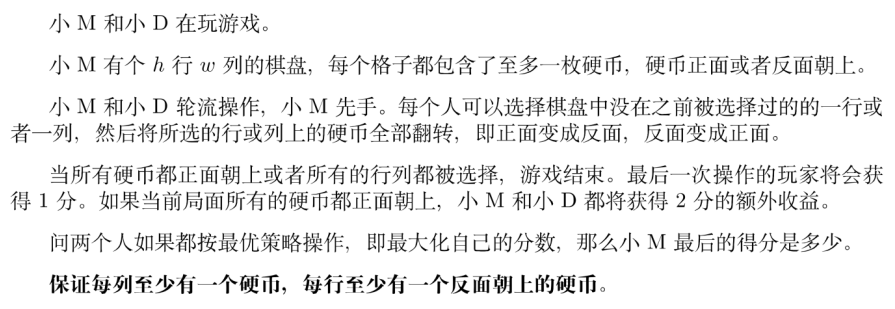 小 M 和小 D 在玩游戏。
小 M 有个 h 行 w 列的棋盘，每个格子都包含了至多一枚硬币，硬币正面或者反面朝上。
小 M 和小 D 轮流操作，小 M 先手。每个人可以选择棋盘中没在之前被选择过的的一行或
者一列，然后将所选的行或列上的硬币全部翻转，即正面变成反面，反面变成正面。
当所有硬币都正面朝上或者所有的行列都被选择，游戏结束。最后一次操作的玩家将会获
得 1 分。如果当前局面所有的硬币都正面朝上，小 M 和小 D 都将获得 2 分的额外收益。
问两个人如果都按最优策略操作，即最大化自己的分数，那么小 M 最后的得分是多少。
保证每列至少有一个硬币，每行至少有一个反面朝上的硬币。